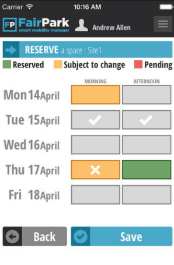 Carrier 10:16 AM
FP FairPark
smart mobility manager
Andrew Allen
RESERVE a space : Site1
Reserved Subject to change Pending
MORNING AFTERNOON
Mon 14April
Tue 15April
Wed 16April
Thu 17April
Fri 18April
Back Save